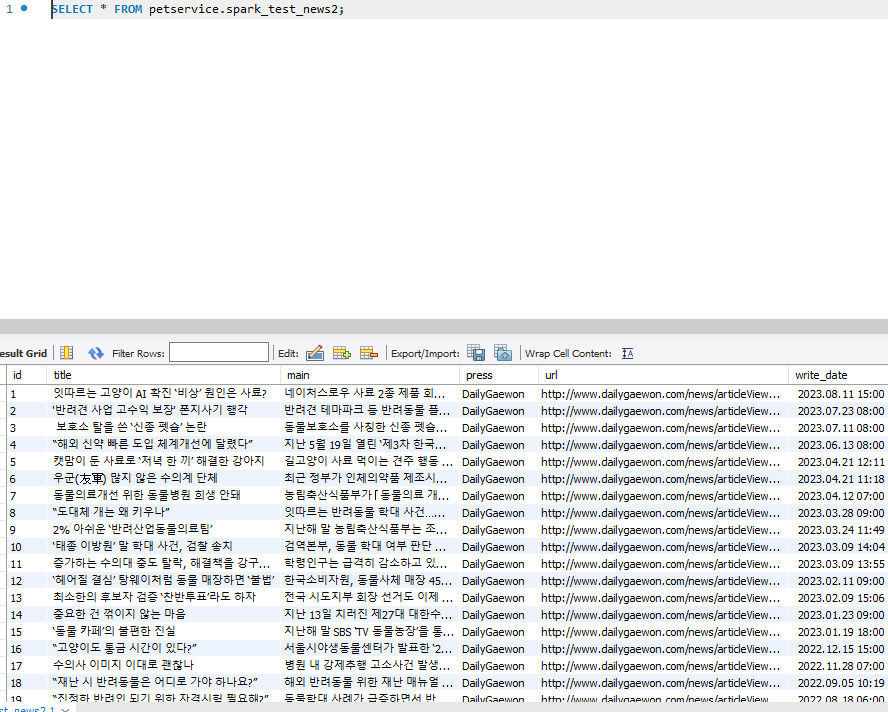 1 SELECT * FROM petservice.spark_test_news2;
esult Grid Filter Rows: Edit: Export/Import: Wrap Cell Content:
id title main press url write_date
1 잇따르는 고양이 AI 확진 '비상' 원인은 사료? 네이처스로우 사료 2종 제품 회... DailyGaewon http://www.dailygaewon.com/news/articleView... 2023.08.11 15:00
2 '반려견 사업 고수익 보장' 폰지사기 행각 반려견 테마파크 등 반려동물 플... DailyGaewon http://www.dailygaewon.com/news/articleView... 2023.07.23 08:00
3 보호소 탈을 쓴 '신종 펫숍' 논란 동물보호소를 사칭한 신종 펫숍... DailyGaewon http://www.dailygaewon.com/news/articleView... 2023.07.11 08:00
4 "해외 신약 빠른 도입 체계개선에 달렸다" 지난 5월 19일 열린 '제3차 한국... DailyGaewon http://www.dailygaewon.com/news/articleView... 2023.06.13 08:00
5 캣맘이 둔 사료로 '저녁 한 끼' 해결한 강아지 길고양이 사료 먹이는 견주 행동 ... DailyGaewon http://www.dailygaewon.com/news/articleView... 2023.04.21 12:11
6 우군(友軍) 많지 않은 수의계 단체 최근 정부가 인체의약품 제조시... DailyGaewon http://www.dailygaewon.com/news/articleView... 2023.04.21 11:18
7 동물의료개선 위한 동물병원 희생 안돼 농림축산식품부가 「동물의료 개... DailyGaewon http://www.dailygaewon.com/news/articleView... 2023.04.12 07:00
8 "도대체 개는 왜 키우나" 잇따르는 반려동물 학대 사건...... DailyGaewon http://www.dailygaewon.com/news/articleView... 2023.03.28 09:00
9 2% 아쉬운 '반려산업동물의료팀' 지난해 말 농림축산식품부는 조... DailyGaewon http://www.dailygaewon.com/news/articleView... 2023.03.24 11:49
10 '태종 이방원' 말 학대 사건, 검찰 송치 검역본부, 동물 학대 여부 판단 ... DailyGaewon http://www.dailygaewon.com/news/articleView... 2023.03.09 14:04
11 증가하는 수의대 중도 탈락, 해결책을 강구... 학령인구는 급격히 감소하고 있... DailyGaewon http://www.dailygaewon.com/news/articleView... 2023.03.09 13:55
12 '헤어질 결심' 탕웨이처럼 동물 매장하면 '불법' 한국소비자원, 동물사체 매장 45... DailyGaewon http://www.dailygaewon.com/news/articleView... 2023.02.11 09:00
13 최소한의 후보자 검증 '찬반투표'라도 하자 전국 시도지부 회장 선거도 이제 ... DailyGaewon http://www.dailygaewon.com/news/articleView... 2023.02.09 15:06
14 중요한 건 꺾이지 않는 마음 지난 13일 치러진 제27대 대한수... DailyGaewon http://www.dailygaewon.com/news/articleView... 2023.01.23 09:00
15 '동물 카페'의 불편한 진실 지난해 말 SBS 'TV 동물농장'을 통... DailyGaewon http://www.dailygaewon.com/news/articleView... 2023.01.19 18:00
16 "고양이도 통금 시간이 있다?" 서울시야생동물센터가 발표한 '2... DailyGaewon http://www.dailygaewon.com/news/articleView... 2022.12.15 15:00
17 수의사 이미지 이대로 괜찮나 병원 내 강제추행 고소사건 발생... DailyGaewon http://www.dailygaewon.com/news/articleView... 2022.11.28 07:00
18 "재난 시 반려동물은 어디로 가야 하나요?" 해외 반려동물 위한 재난 매뉴얼 ... DailyGaewon http://www.dailygaewon.com/news/articleView... 2022.09.05 10:19
19 "진정한 반려인 되기 위한 자격시험 필요해?" 동물학대 사례가 급증하면서 반... DailyGaewon http://www.dailygaewon.com/news/articleView... 2022.08.18 06:00
st_news2 1